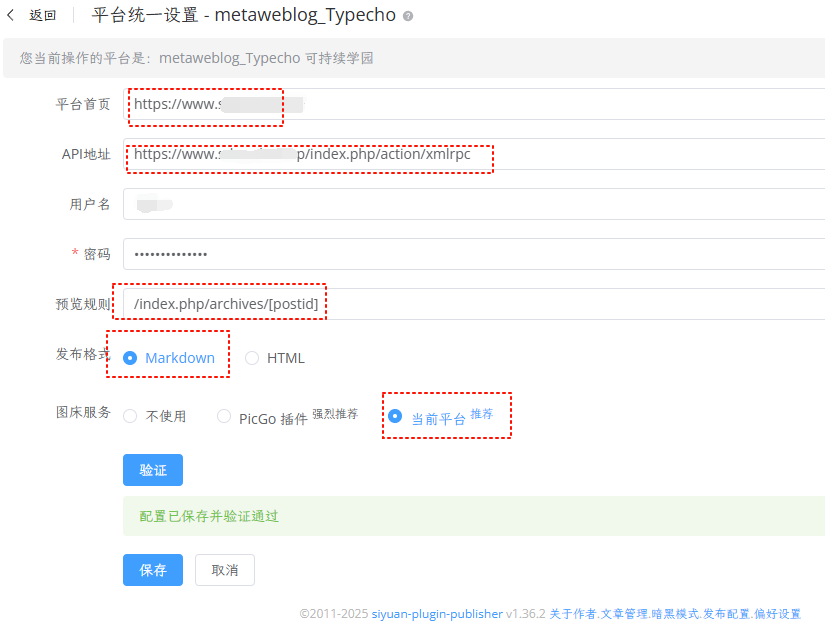 返回 平台统一设置 - metaweblog_Typecho
您当前操作的平台是: metaweblog_Typecho 可持续学园
平台首页 https://www.s
API地址 https://www.s p/index.php/action/xmlrpc
用户名
* 密码 ••••••••••••••
预览规则 /index.php/archives/[postid]
发布格式 Markdown HTML
图床服务 不使用 PicGo 插件 强烈推荐 当前平台 推荐
验证
配置已保存并验证通过
保存 取消
©2011-2025 siyuan-plugin-publisher v1.36.2 关于作者.文章管理.暗黑模式.发布配置.偏好设置